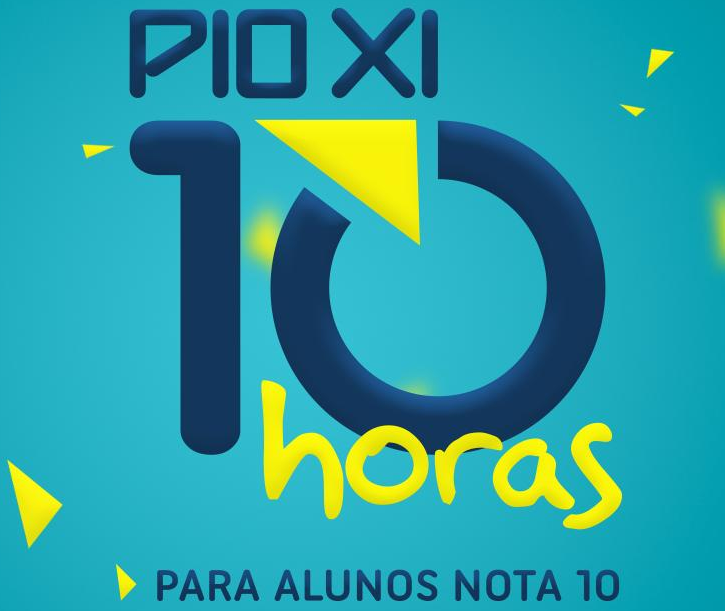 PIO XI
10
horas
PARA ALUNOS NOTA 10